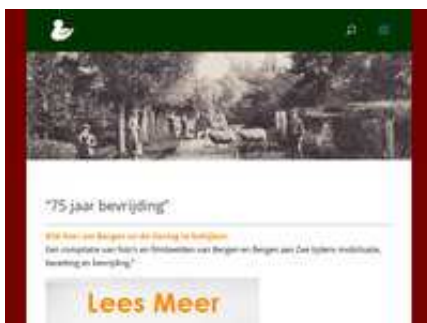 "75 jaar bevrijding"
Klik hier om Bergen en de Oorlog te bekijken
Een compilatie van foto's en filmbeelden van Bergen en Bergen aan Zee tijdens mobilisatie,
bezetting en bevrijding."
Lees Meer